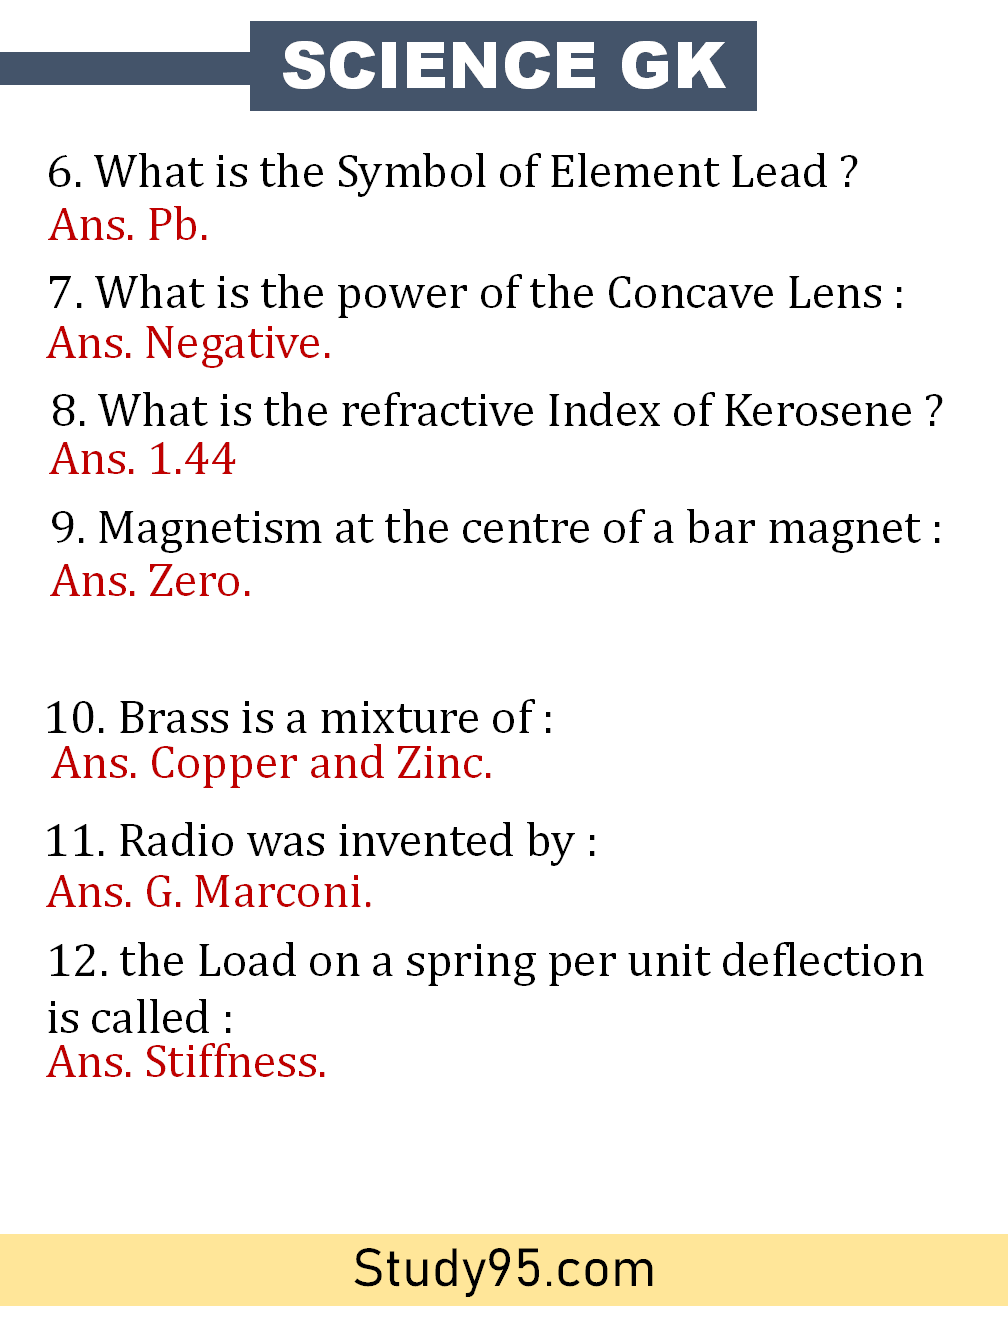 SCIENCE GK
6. What is the Symbol of Element Lead ?
Ans. Pb.
7. What is the power of the Concave Lens :
Ans. Negative.
8. What is the refractive Index of Kerosene ?
Ans. 1.44
9. Magnetism at the centre of a bar magnet :
Ans. Zero.
10. Brass is a mixture of :
Ans. Copper and Zinc.
11. Radio was invented by :
Ans. G. Marconi.
12. the Load on a spring per unit deflection
is called :
Ans. Stiffness.
Study95.com